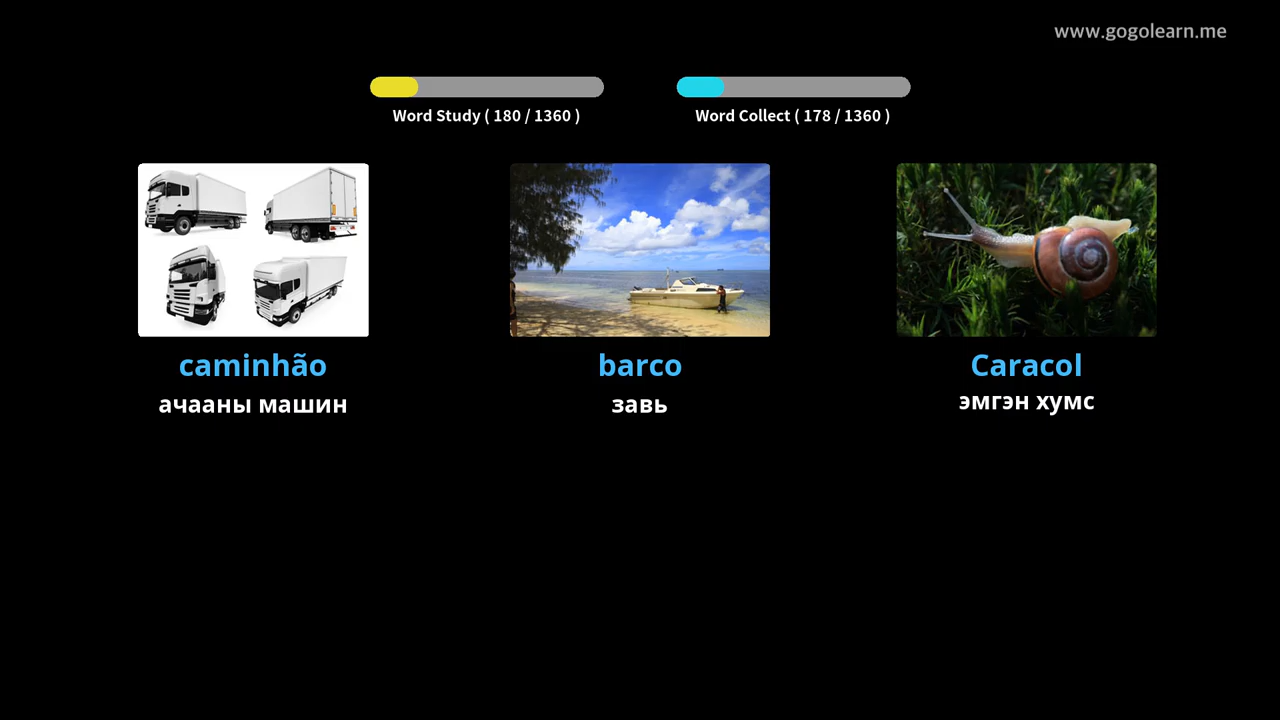 www.gogolearn.me
Word Study ( 180 / 1360 )
Word Collect ( 178 / 1360 )
caminhão
barco
Caracol
ачааны машин
завь
эмгэн хумс